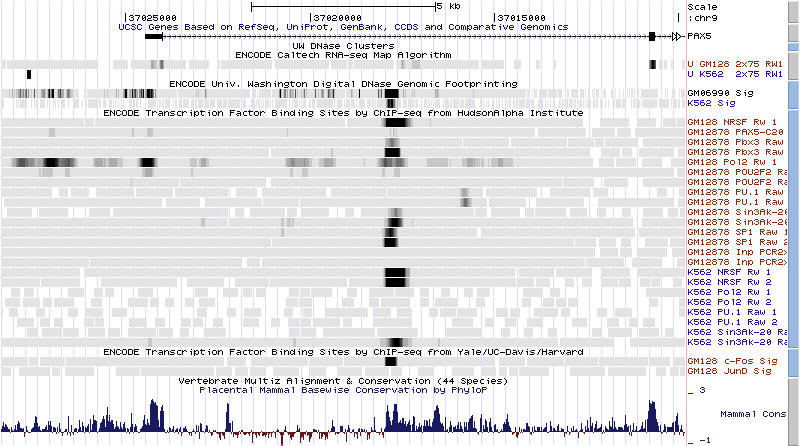 5 kb
Scale
37025000 37020000 37015000 :chr9
UCSC Genes Based on RefSeq, UniProt, GenBank, CCDS and Comparative Genomics
PAX5
UW DNase Clusters
ENCODE Caltech RNA-seq Map Algorithm
U GM128 2x75 RW1
U K562 2x75 RW1
ENCODE Univ. Washington Digital DNase Genomic Footprinting
GM06990 Sig
K562 Sig
ENCODE Transcription Factor Binding Sites by ChIP-seq from HudsonAlpha Institute
GM128 NRSF Rw 1
GM12878 PAX5-C20
GM12878 Pbx3 Raw
GM12878 Pbx3 Raw
GM128 Pol2 Rw 1
GM12878 POU2F2 Ra
GM12878 POU2F2 Ra
GM12878 PU.1 Raw
GM12878 PU.1 Raw
GM12878 Sin3Ak-20
GM12878 Sin3Ak-20
GM12878 SP1 Raw 1
GM12878 SP1 Raw 2
GM12878 Inp PCR2x
GM12878 Inp PCR2x
K562 NRSF Rw 1
K562 NRSF Rw 2
K562 Pol2 Rw 1
K562 Pol2 Rw 2
K562 PU.1 Raw 1
K562 PU.1 Raw 2
K562 Sin3Ak-20 Ra
K562 Sin3Ak-20 Ra
ENCODE Transcription Factor Binding Sites by ChIP-seq from Yale/UC-Davis/Harvard
GM128 c-Fos Sig
GM128 JunD Sig
Vertebrate Multiz Alignment & Conservation (44 Species)
Placental Mammal Basewise Conservation by PhyloP
3
Mammal Cons
-1